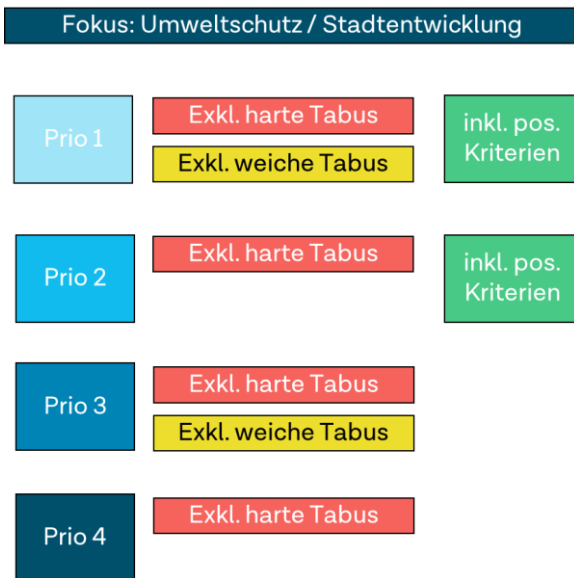 Fokus: Umweltschutz / Stadtentwicklung
Prio 1
Exkl. harte Tabus
Exkl. weiche Tabus
inkl. pos.
Kriterien
Prio 2
Exkl. harte Tabus
inkl. pos.
Kriterien
Prio 3
Exkl. harte Tabus
Exkl. weiche Tabus
Prio 4
Exkl. harte Tabus